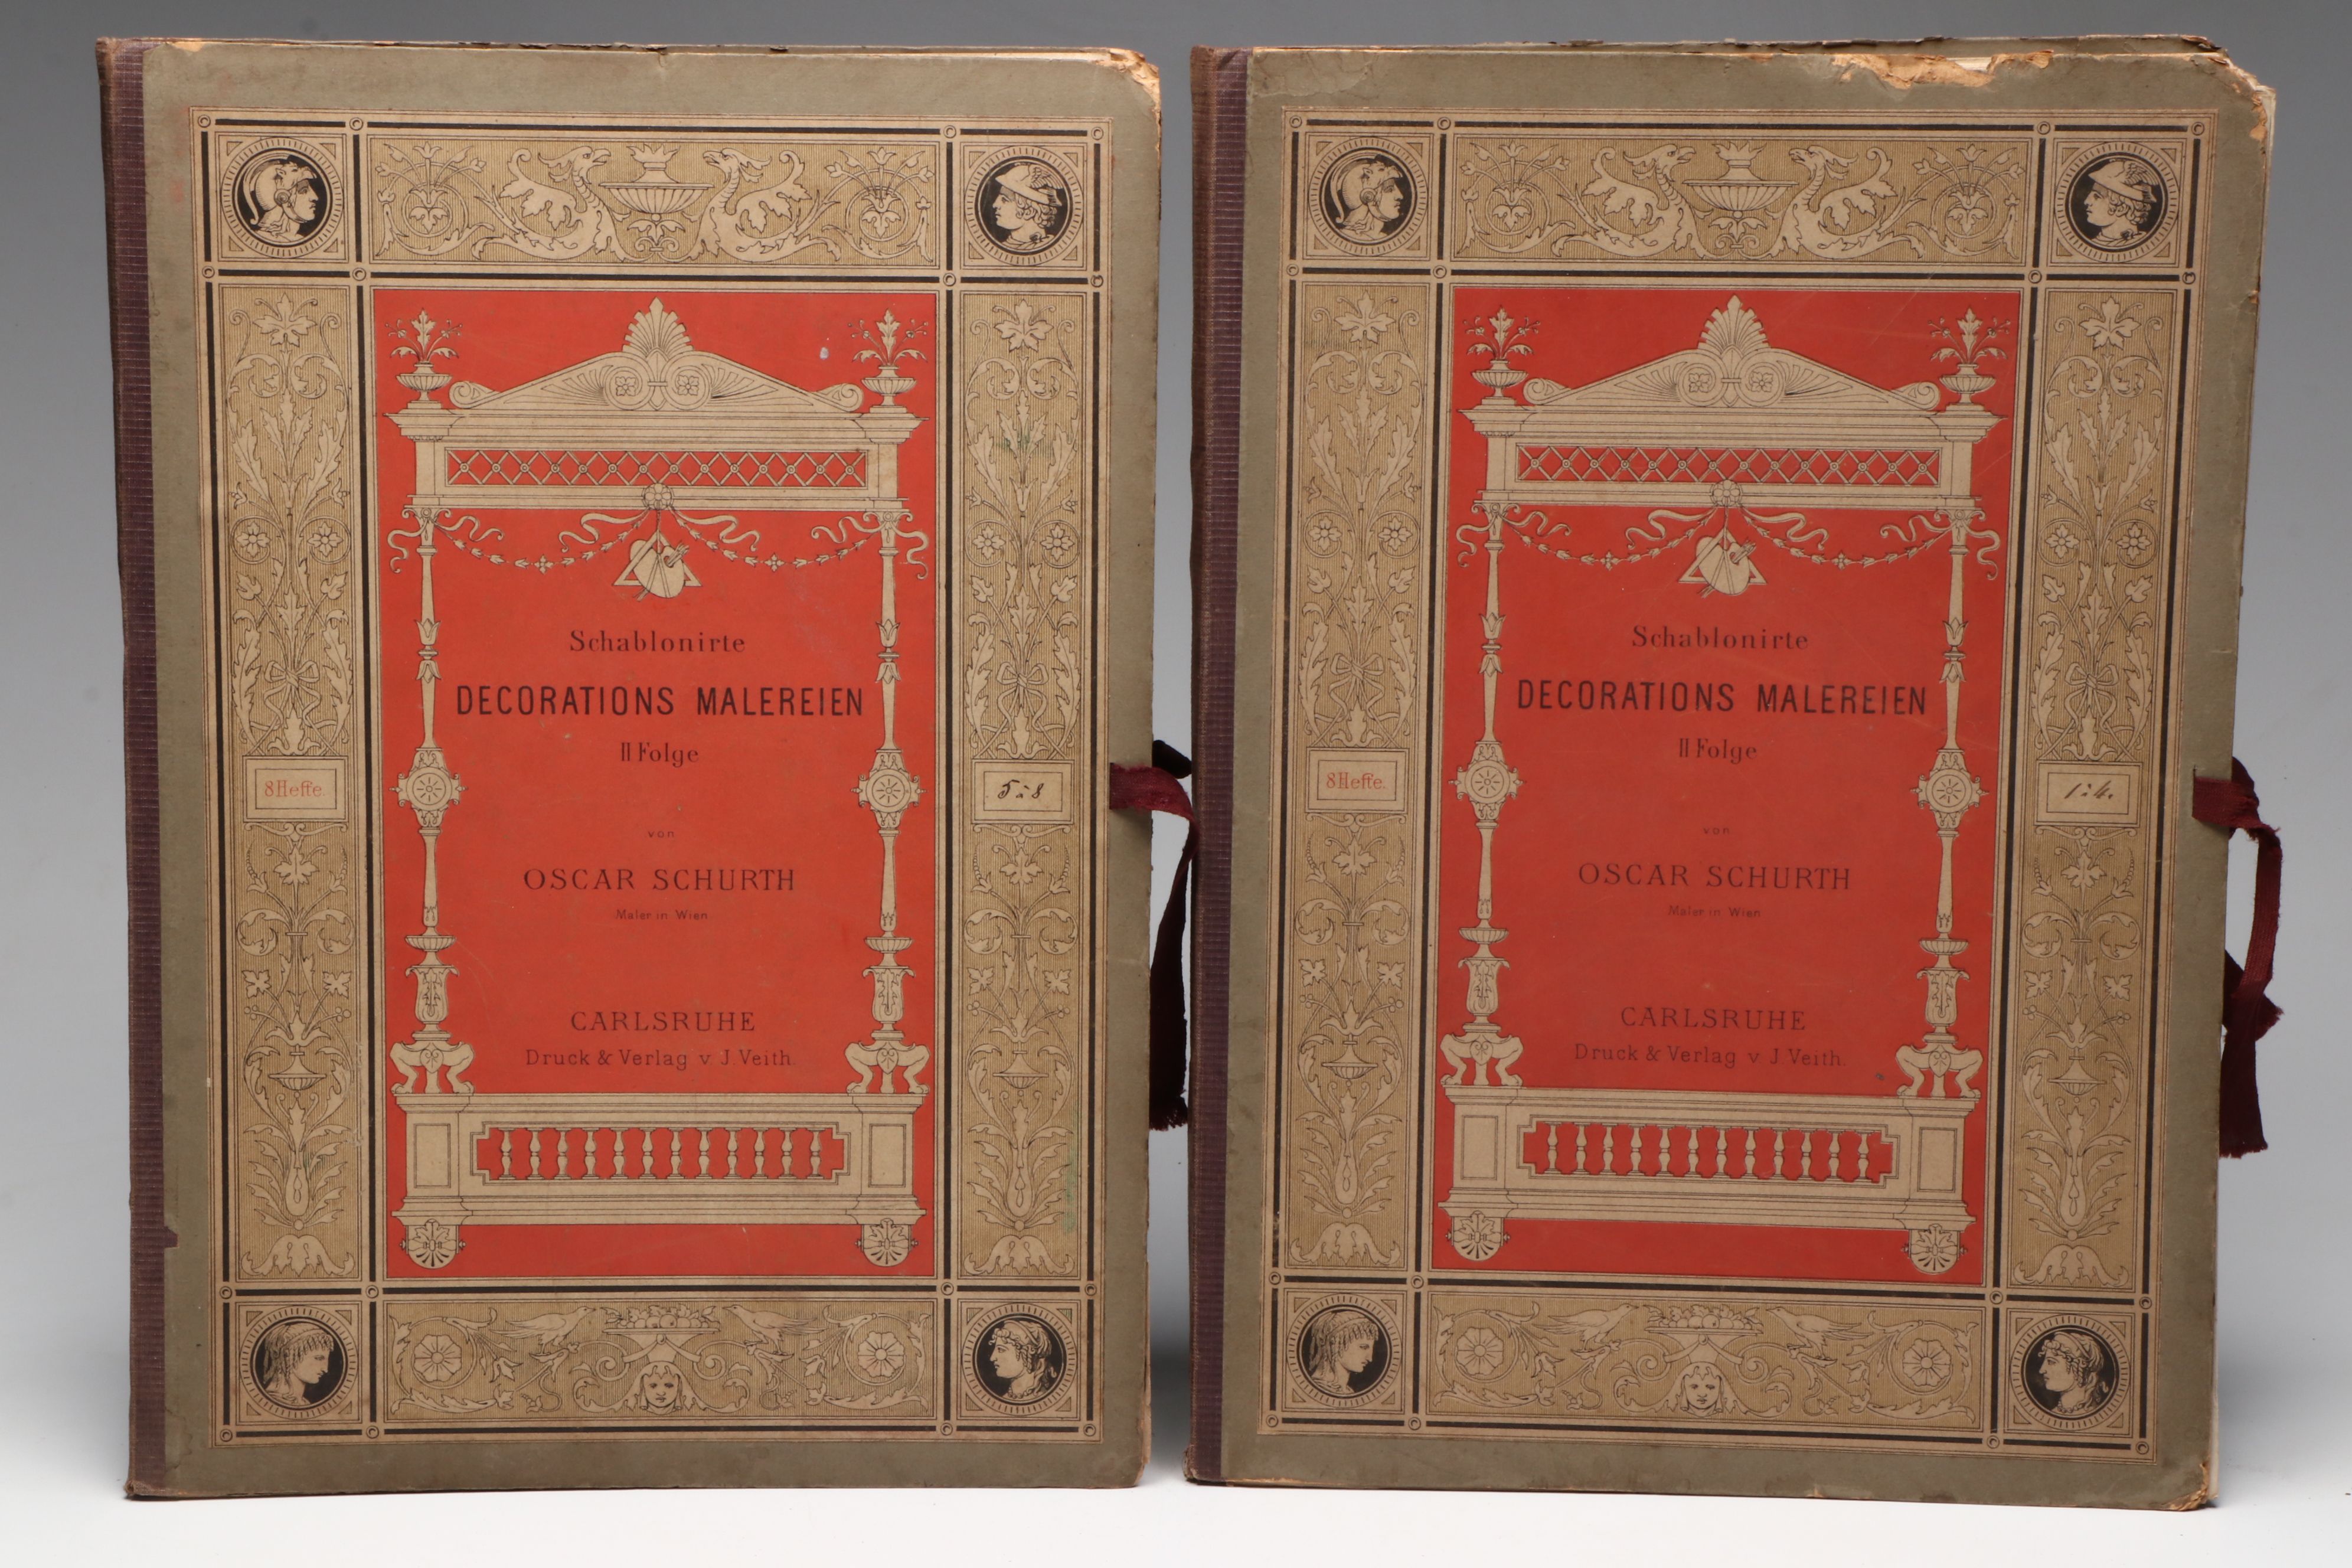 Schablonirte
DECORATIONS MALEREIEN
II Folge
8 Hefte.
5 à 8.
von
OSCAR SCHURTH
Maler in Wien
CARLSRUHE
Druck & Verlag v. J. Veith.
Schablonirte
DECORATIONS MALEREIEN
II Folge
8 Hefte.
1 à 4.
von
OSCAR SCHURTH
Maler in Wien
CARLSRUHE
Druck & Verlag v J. Veith.